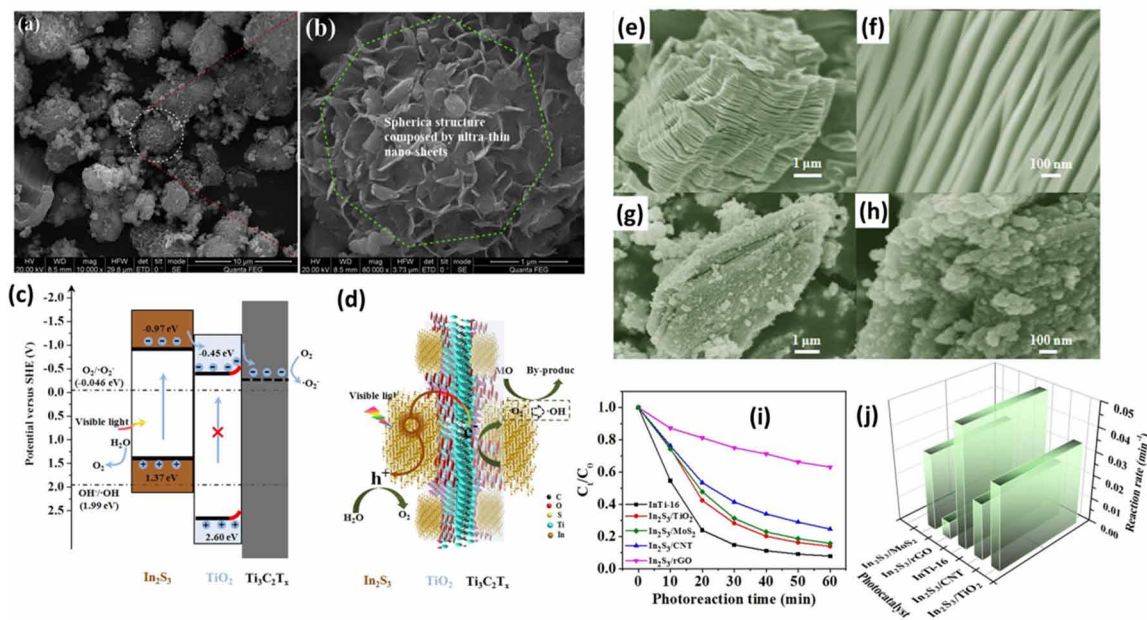 (a)
HV WD mag HFW det tilt mode
20.00 kV 8.5 mm 10 000 x 29.8 µm ETD 0 ° SE
10 µm
Quanta FEG
(b)
Spherica structure
composed by ultra-thin
nano-sheets
HV WD mag HFW det tilt mode
20.00 kV 8.5 mm 80 000 x 3.73 µm ETD 0 ° SE
1 µm
Quanta FEG
(e)
1 µm
(f)
100 nm
(g)
1 µm
(h)
100 nm
(c)
Potential versus SHE (V)
-2.0
-1.5
-1.0
-0.5
0.0
0.5
1.0
1.5
2.0
2.5
O₂/·O₂⁻
(-0.046 eV)
Visible light
H₂O
O₂
OH⁻/·OH
(1.99 eV)
-0.97 eV
1.37 eV
-0.45 eV
2.60 eV
O₂
·O₂⁻
In₂S₃
TiO₂
Ti₃C₂Tₓ
(d)
Visible light
MO
By-produc
·O₂⁻
·OH
h⁺
H₂O
O₂
C
O
S
Ti
In
In₂S₃
TiO₂
Ti₃C₂Tₓ
(i)
Cₜ/C₀
1.0
0.8
0.6
0.4
0.2
0.0
InTi-16
In₂S₃/TiO₂
In₂S₃/MoS₂
In₂S₃/CNT
In₂S₃/rGO
0 10 20 30 40 50 60
Photoreaction time (min)
(j)
0.05
0.04
0.03
0.02
0.01
0.00
Reaction rate (min⁻¹)
In₂S₃/MoS₂
In₂S₃/rGO
InTi-16
In₂S₃/CNT
In₂S₃/TiO₂
Photocatalyst